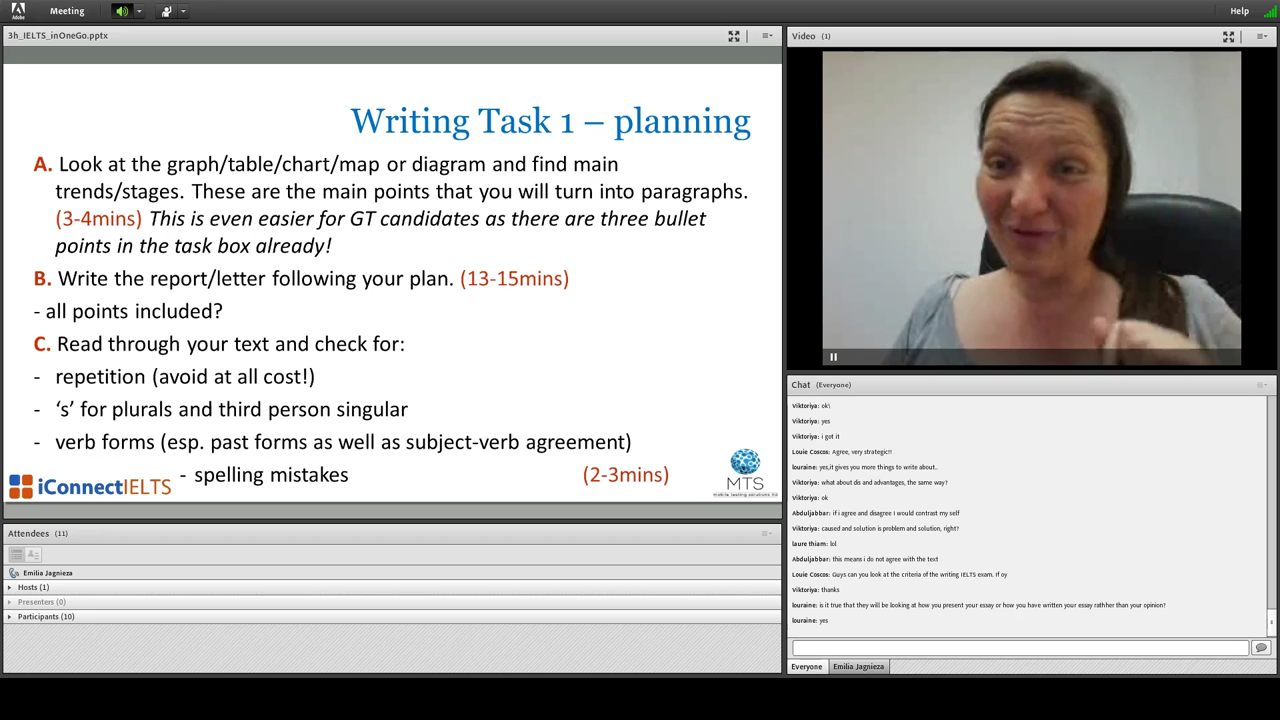 Adobe
Meeting
Help
3h_IELTS_inOneGo.pptx
Writing Task 1 – planning
A. Look at the graph/table/chart/map or diagram and find main
trends/stages. These are the main points that you will turn into paragraphs.
(3-4mins) This is even easier for GT candidates as there are three bullet
points in the task box already!
B. Write the report/letter following your plan. (13-15mins)
- all points included?
C. Read through your text and check for:
- repetition (avoid at all cost!)
- ‘s’ for plurals and third person singular
- verb forms (esp. past forms as well as subject-verb agreement)
- spelling mistakes (2-3mins)
iConnectIELTS
MTS
mobile testing solutions ltd
Attendees (11)
Emilia Jagnieza
Hosts (1)
Presenters (0)
Participants (10)
Video (1)
Chat (Everyone)
Viktoriya: ok\
Viktoriya: yes
Viktoriya: i got it
Louie Coscos: Agree, very strategic!!
louraine: yes,it gives you more things to write about..
Viktoriya: what about dis and advantages, the same way?
Viktoriya: ok
Abduljabbar: if i agree and disagree I would contrast my self
Viktoriya: caused and solution is problem and solution, right?
laure thiam: lol
Abduljabbar: this means i do not agree with the text
Louie Coscos: Guys can you look at the criteria of the writing IELTS exam. If oy
Viktoriya: thanks
louraine: is it true that they will be looking at how you present your essay or how you have written your essay rathher than your opinion?
louraine: yes
Everyone
Emilia Jagnieza